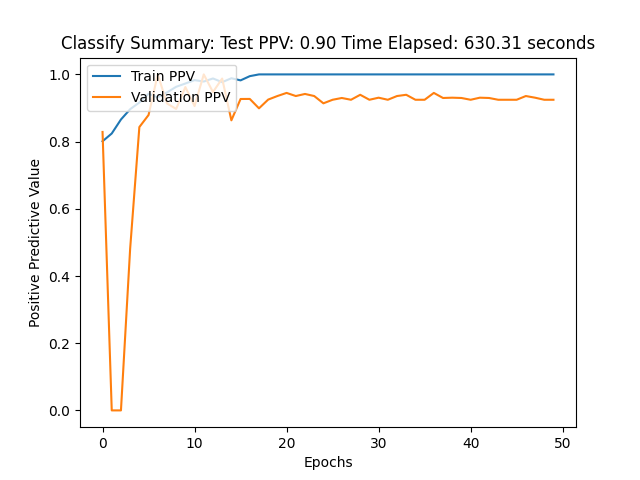 Classify Summary: Test PPV: 0.90 Time Elapsed: 630.31 seconds
Train PPV
Validation PPV
1.0
0.8
0.6
0.4
0.2
0.0
Positive Predictive Value
0 10 20 30 40 50
Epochs